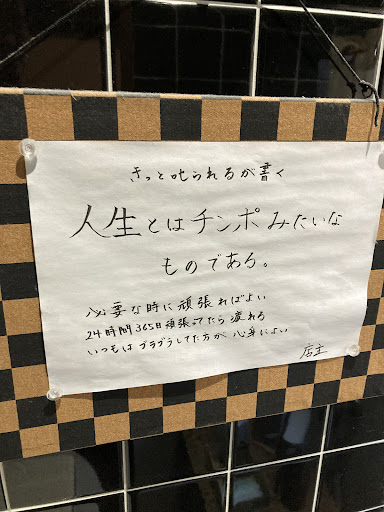 きっと叱られるが書く
人生とはチンポみたいな
ものである。
必要な時に頑張ればよい
24時間365日頑張ってたら疲れる
いつもはブラブラしてた方が心身によい
店主